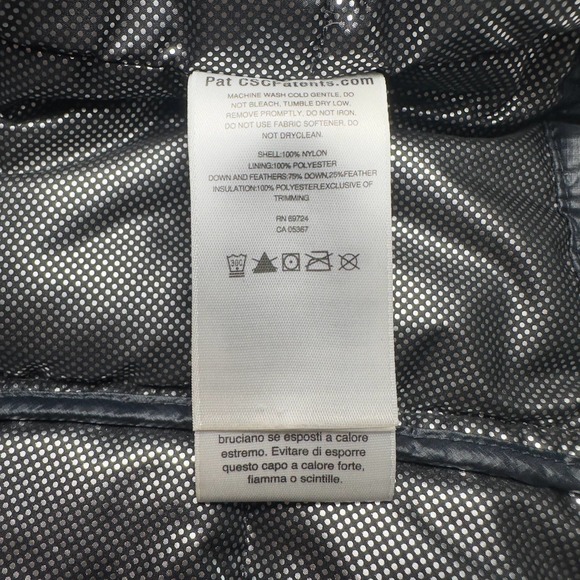 Pat CSCPatents.com
MACHINE WASH COLD GENTLE, DO
NOT BLEACH, TUMBLE DRY LOW.
REMOVE PROMPTLY, DO NOT IRON,
DO NOT USE FABRIC SOFTENER. DO
NOT DRYCLEAN.
SHELL:100% NYLON
LINING:100% POLYESTER
DOWN AND FEATHERS:75% DOWN,25%FEATHER
INSULATION:100% POLYESTER,EXCLUSIVE OF
TRIMMING
RN 69724
CA 05367
30C
bruciano se esposti a calore
estremo. Evitare di esporre
questo capo a calore forte,
fiamma o scintille.